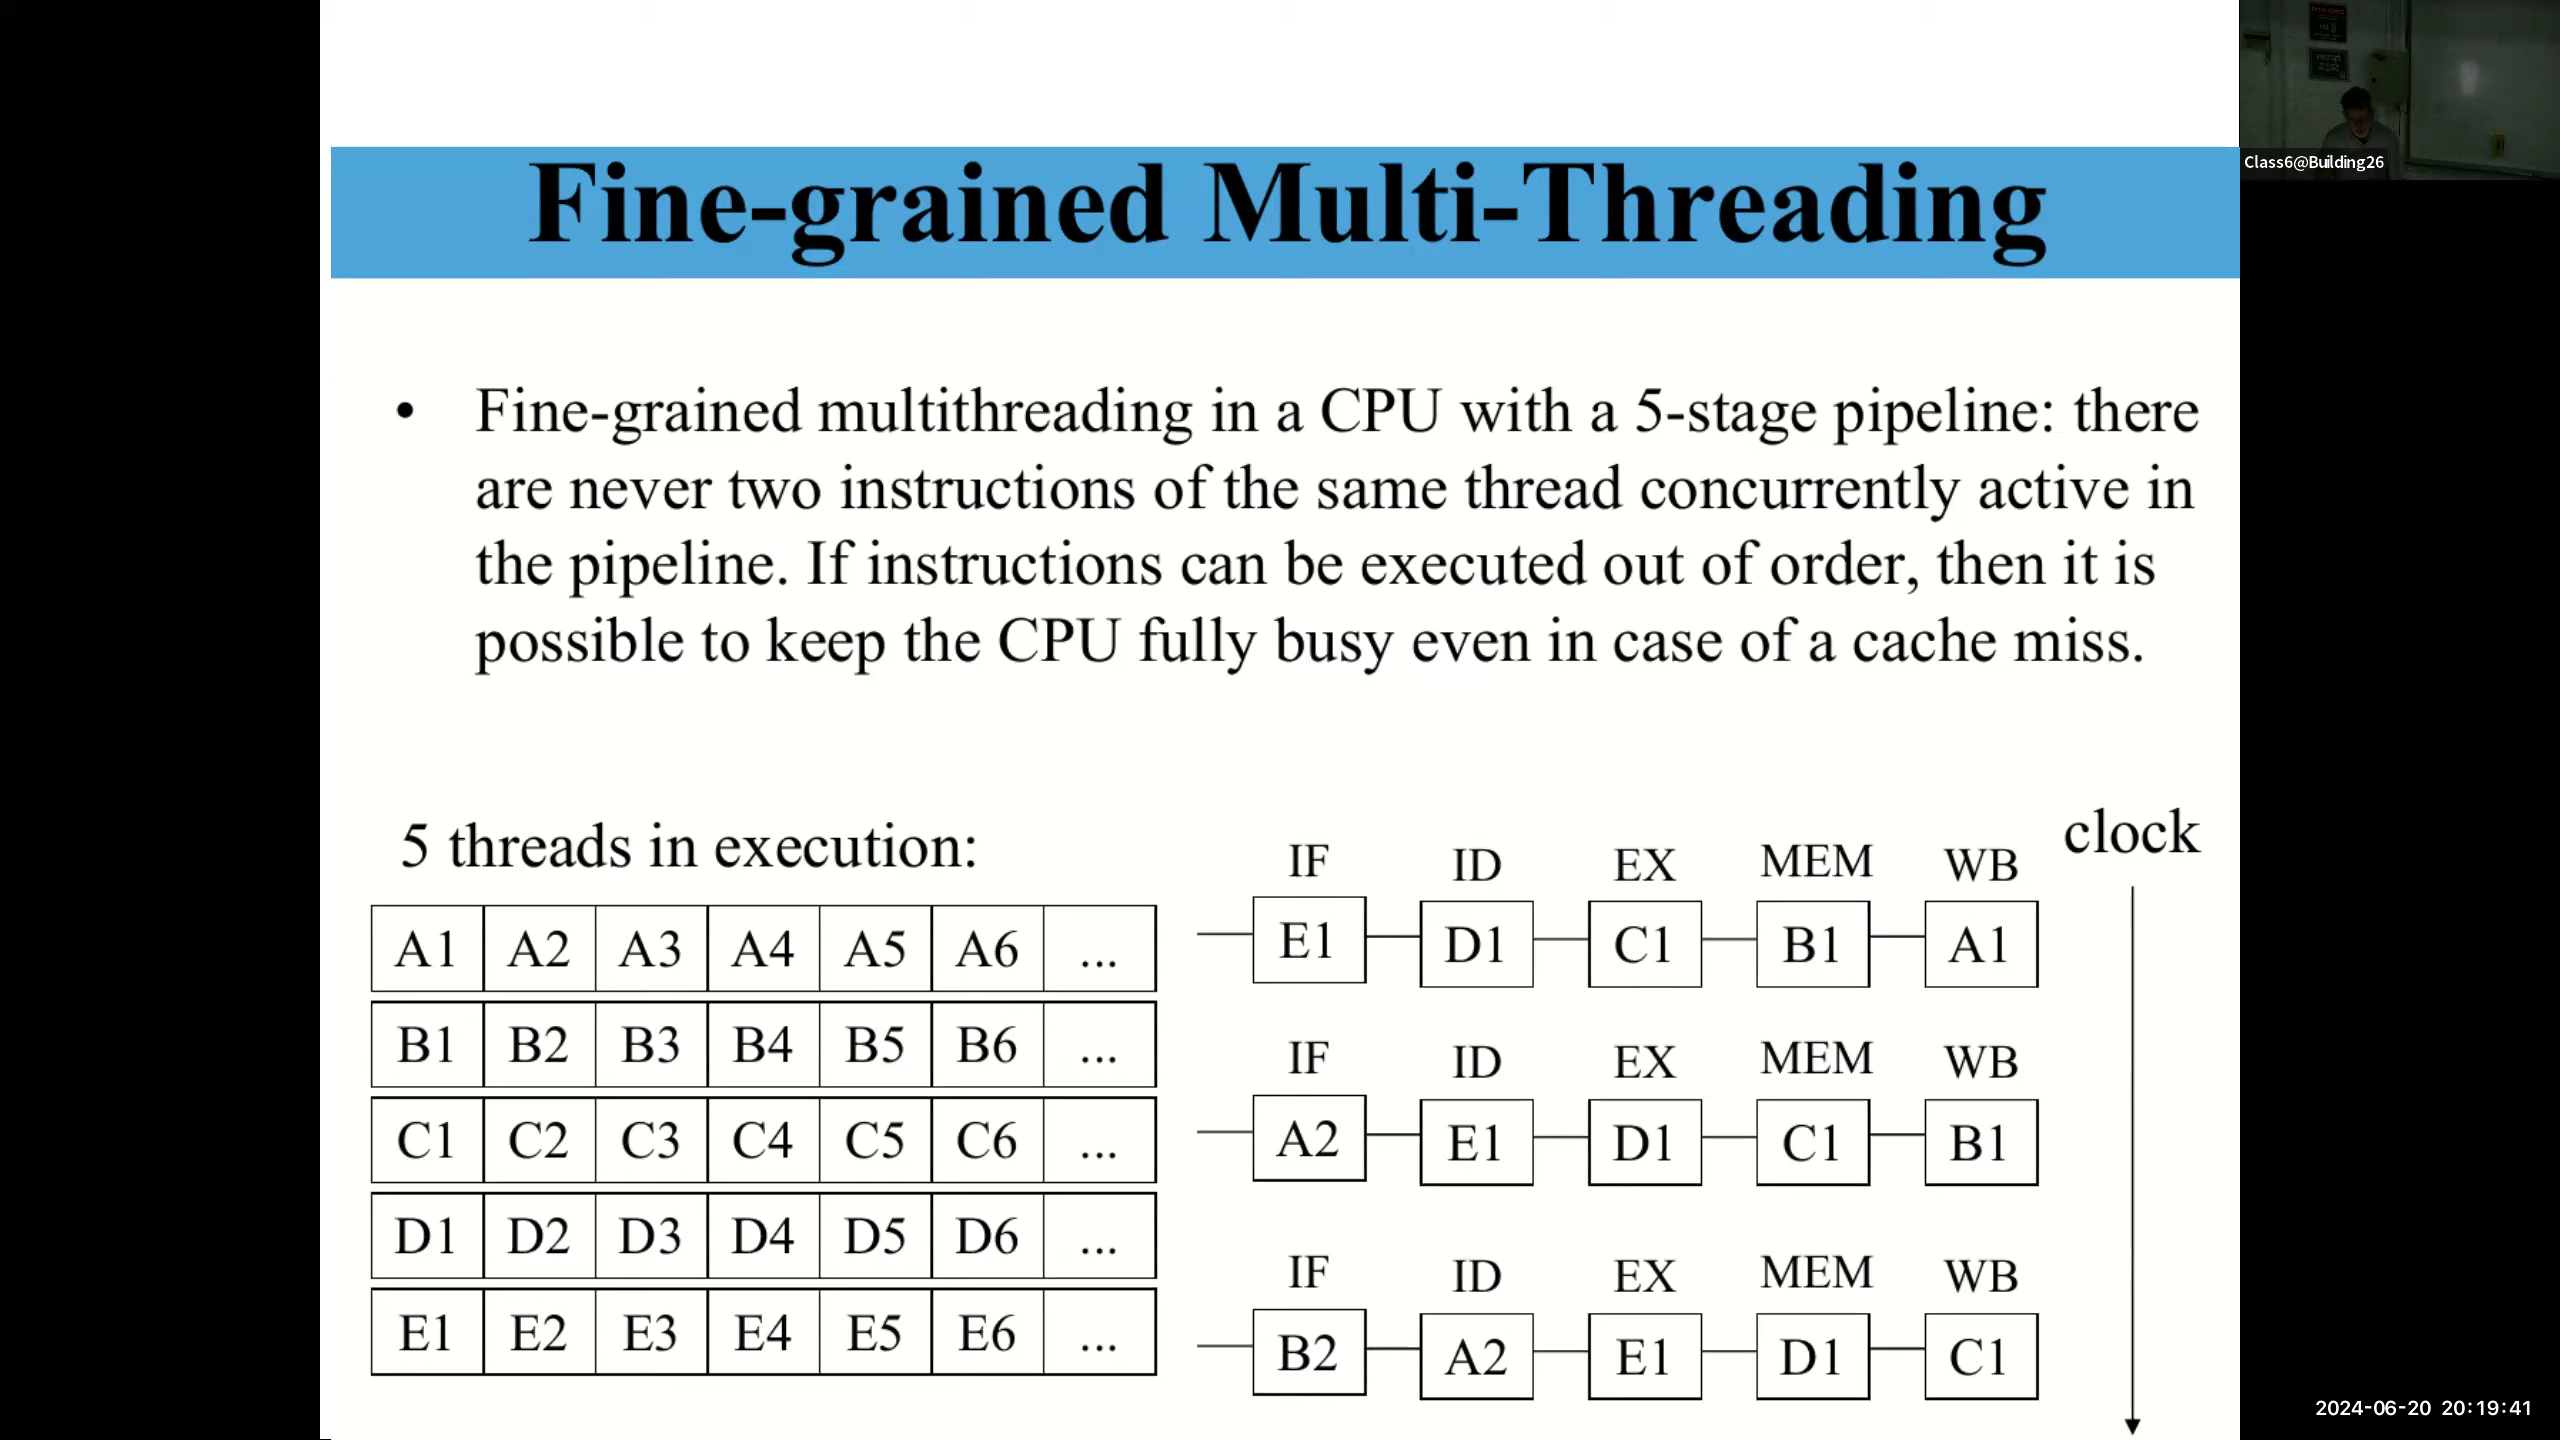 Fine-grained Multi-Threading
Class6@Building26
• Fine-grained multithreading in a CPU with a 5-stage pipeline: there
are never two instructions of the same thread concurrently active in
the pipeline. If instructions can be executed out of order, then it is
possible to keep the CPU fully busy even in case of a cache miss.
5 threads in execution:
A1 A2 A3 A4 A5 A6 ...
B1 B2 B3 B4 B5 B6 ...
C1 C2 C3 C4 C5 C6 ...
D1 D2 D3 D4 D5 D6 ...
E1 E2 E3 E4 E5 E6 ...
clock
IF ID EX MEM WB
E1 D1 C1 B1 A1
IF ID EX MEM WB
A2 E1 D1 C1 B1
IF ID EX MEM WB
B2 A2 E1 D1 C1
2024-06-20 20:19:41